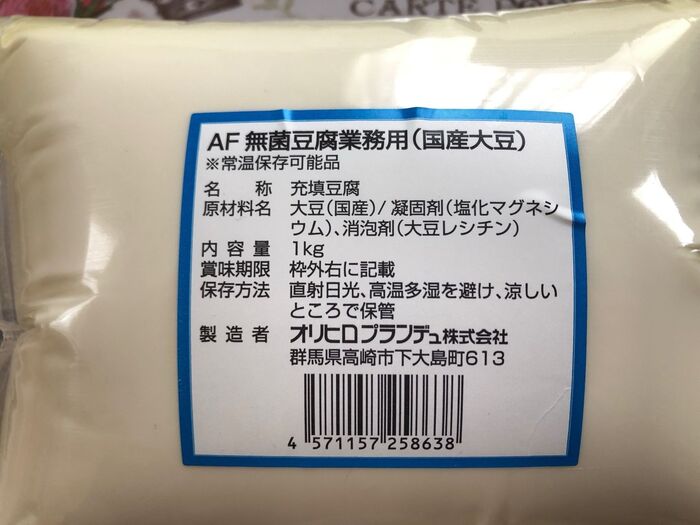 CARTE D
AF 無菌豆腐業務用(国産大豆)
※常温保存可能品
名 称 充填豆腐
原材料名 大豆(国産)/ 凝固剤(塩化マグネシ
ウム)、消泡剤(大豆レシチン)
内 容 量 1kg
賞味期限 枠外右に記載
保存方法 直射日光、高温多湿を避け、涼しい
ところで保管
製 造 者 オリヒロプランデュ株式会社
群馬県高崎市下大島町613
4 571157 258638